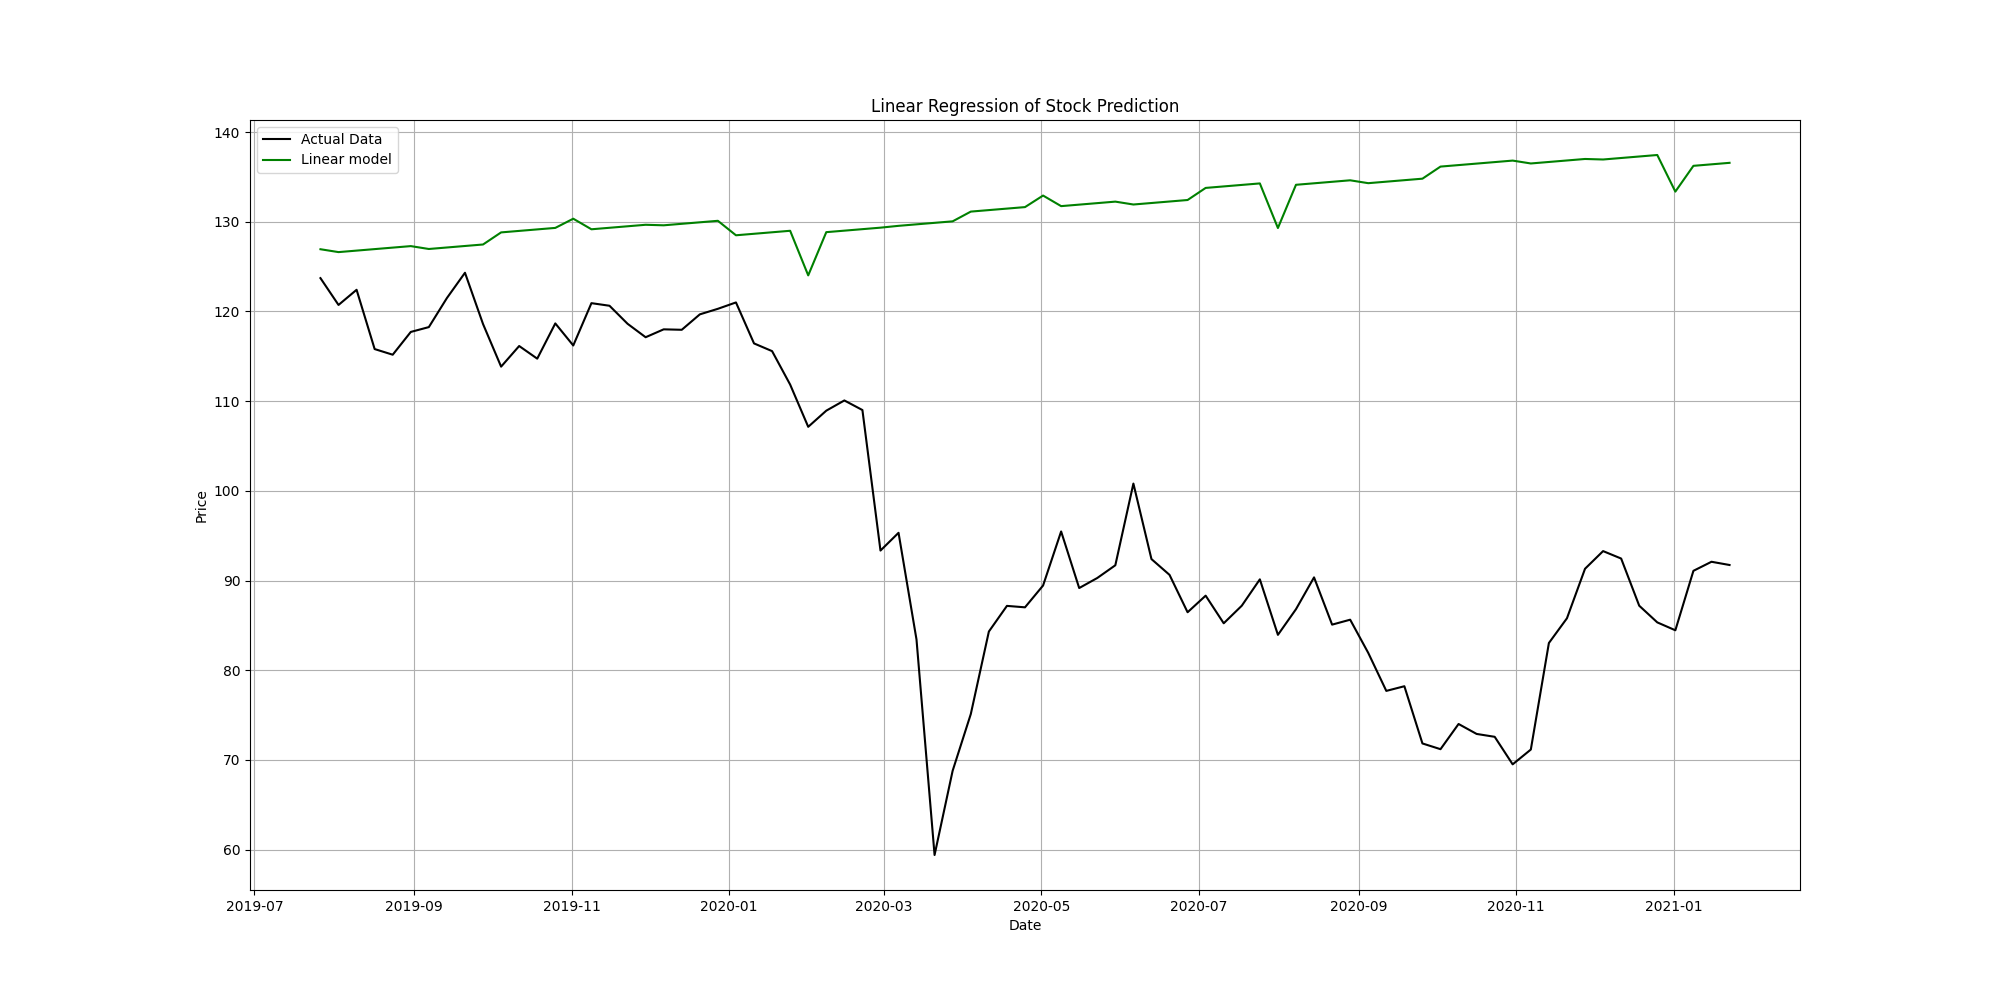 Linear Regression of Stock Prediction
Actual Data
Linear model
140
130
120
110
100
90
80
70
60
Price
2019-07 2019-09 2019-11 2020-01 2020-03 2020-05 2020-07 2020-09 2020-11 2021-01
Date